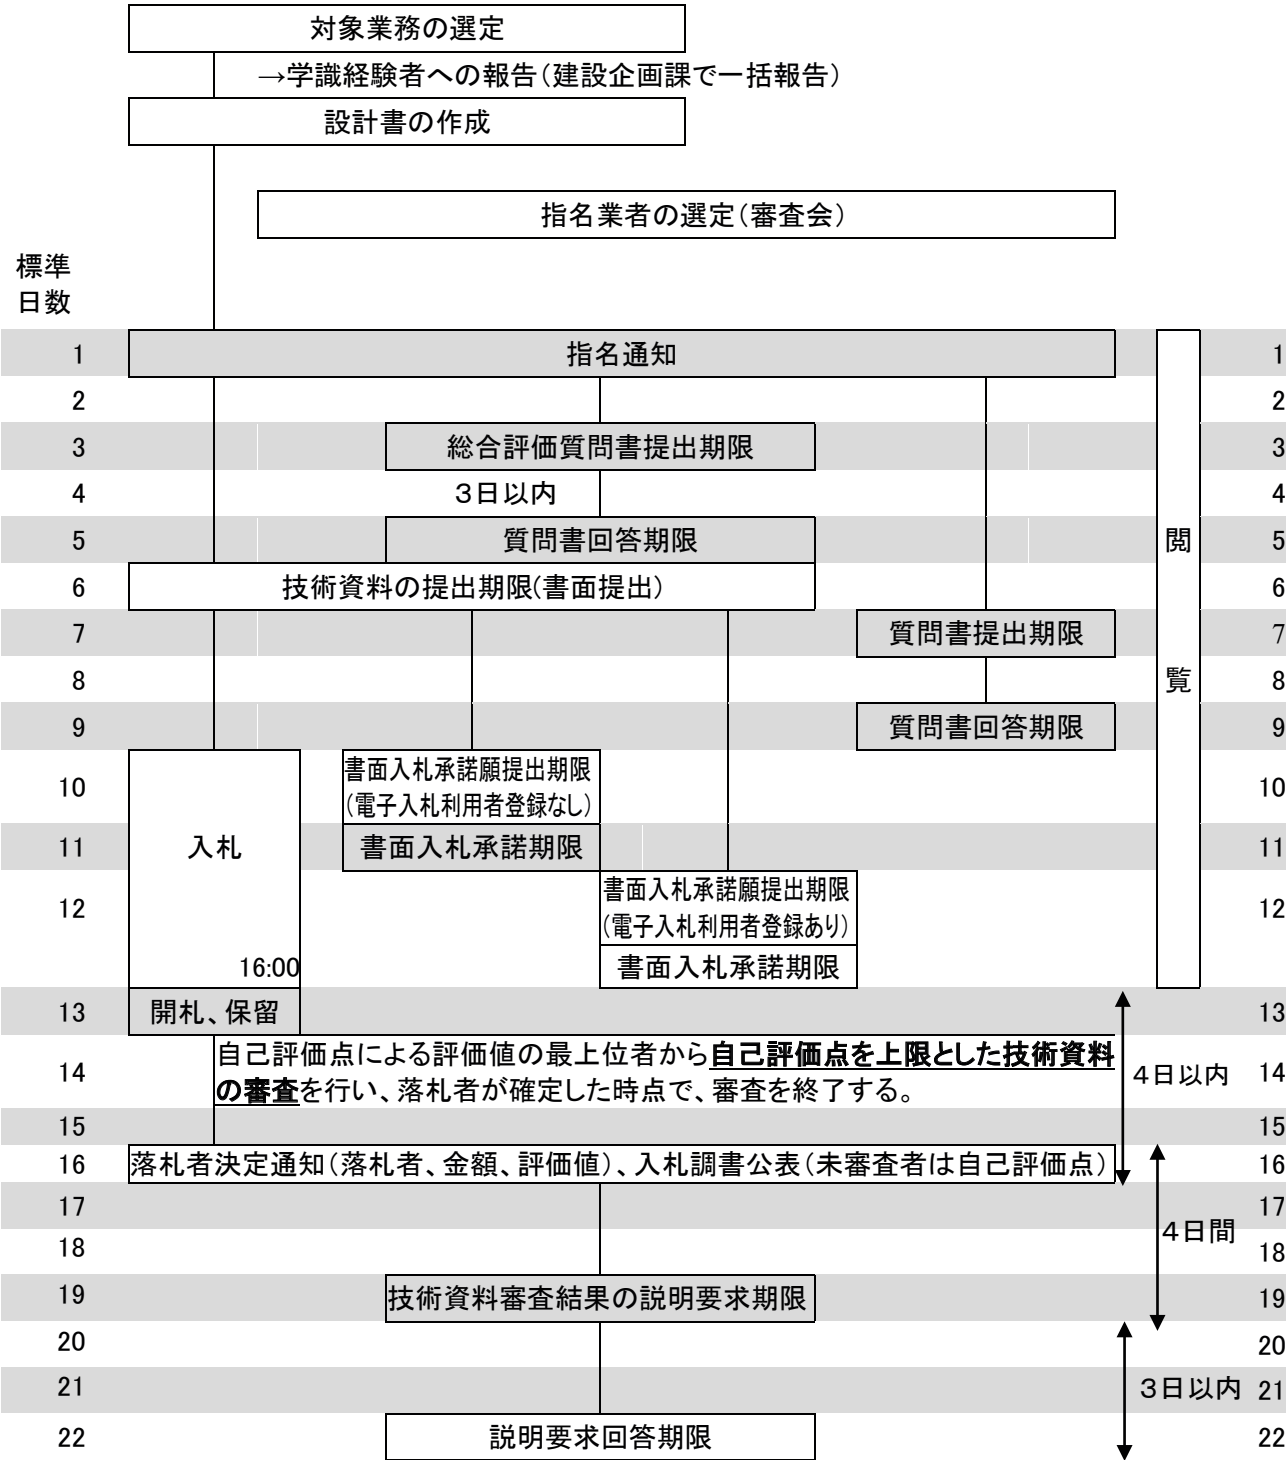 対象業務の選定
→学識経験者への報告（建設企画課で一括報告）
設計書の作成
指名業者の選定（審査会）
標準
日数
1 指名通知 1
2 2
3 総合評価質問書提出期限 3
4 ３日以内 4
5 質問書回答期限 閲 5
6 技術資料の提出期限(書面提出） 6
7 質問書提出期限 7
8 覧 8
9 質問書回答期限 9
書面入札承諾願提出期限
10 10
（電子入札利用者登録なし）
11 入札 書面入札承諾期限 11
書面入札承諾願提出期限
12 12
（電子入札利用者登録あり）
16:00 書面入札承諾期限
13 開札、保留 13
自己評価点による評価値の最上位者から自己評価点を上限とした技術資料
14 ４日以内 14
の審査を行い、落札者が確定した時点で、審査を終了する。
15 15
16 落札者決定通知（落札者、金額、評価値）、入札調書公表（未審査者は自己評価点） 16
17 17
４日間
18 18
19 技術資料審査結果の説明要求期限 19
20 20
21 ３日以内 21
22 説明要求回答期限 22